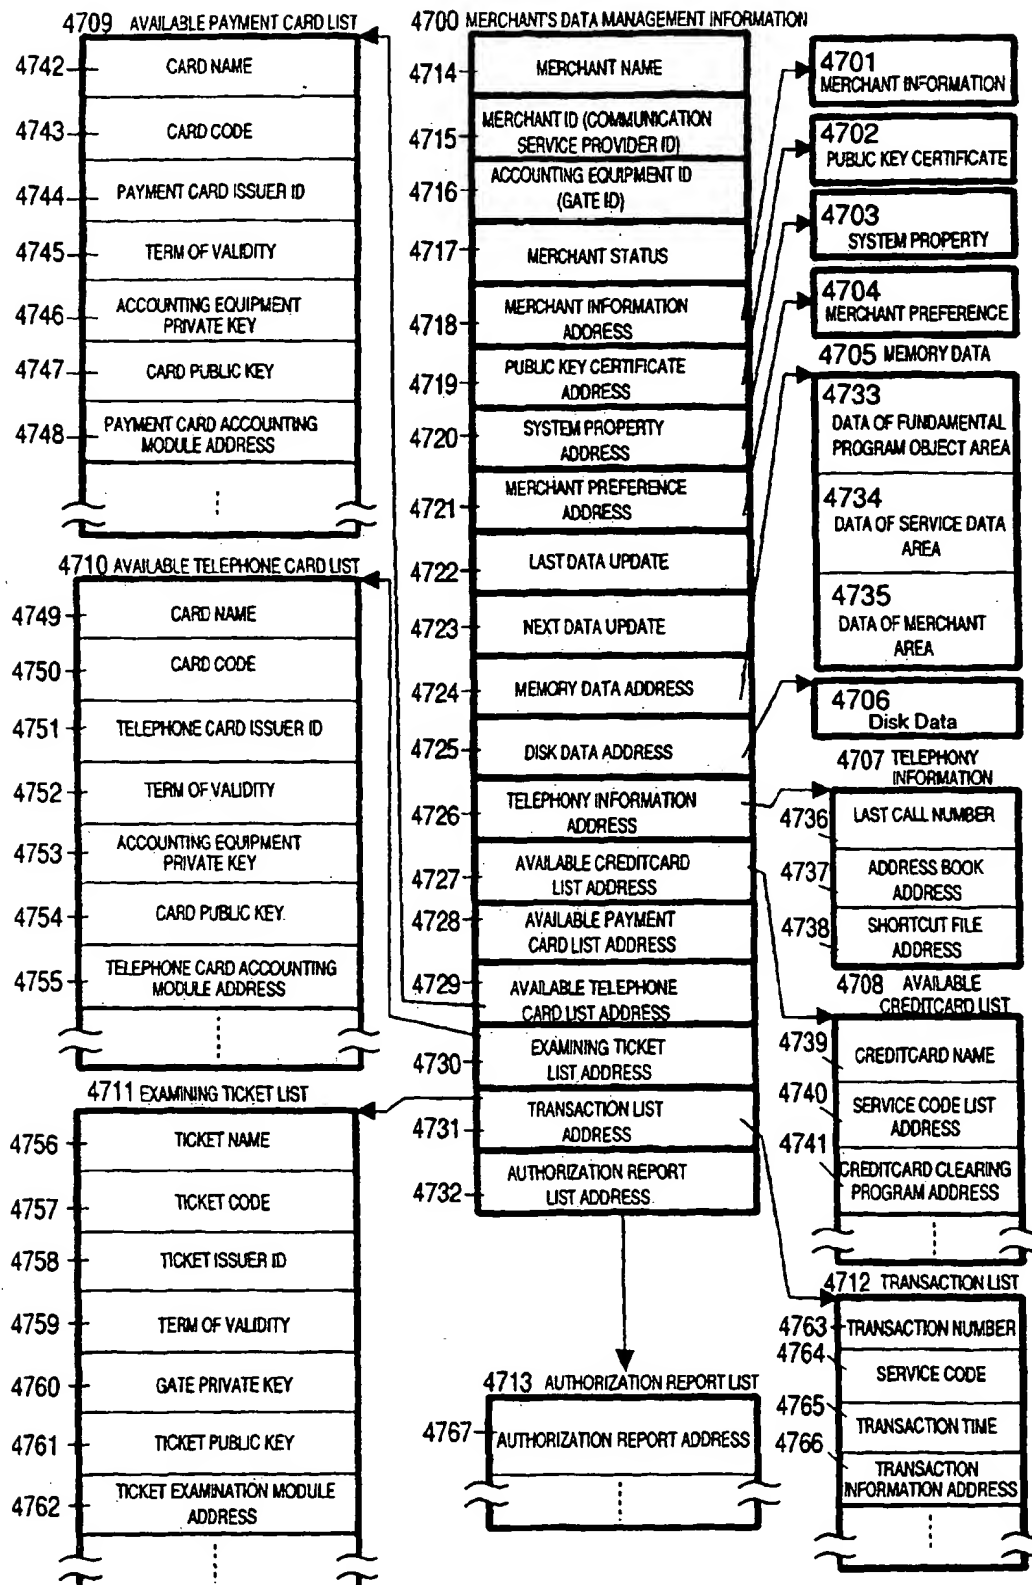 4709 AVAILABLE PAYMENT CARD LIST
4742 CARD NAME
4743 CARD CODE
4744 PAYMENT CARD ISSUER ID
4745 TERM OF VALIDITY
4746 ACCOUNTING EQUIPMENT
PRIVATE KEY
4747 CARD PUBLIC KEY
4748 PAYMENT CARD ACCOUNTING
MODULE ADDRESS
4710 AVAILABLE TELEPHONE CARD LIST
4749 CARD NAME
4750 CARD CODE
4751 TELEPHONE CARD ISSUER ID
4752 TERM OF VALIDITY
4753 ACCOUNTING EQUIPMENT
PRIVATE KEY
4754 CARD PUBLIC KEY
4755 TELEPHONE CARD ACCOUNTING
MODULE ADDRESS
4711 EXAMINING TICKET LIST
4756 TICKET NAME
4757 TICKET CODE
4758 TICKET ISSUER ID
4759 TERM OF VALIDITY
4760 GATE PRIVATE KEY
4761 TICKET PUBLIC KEY
4762 TICKET EXAMINATION MODULE
ADDRESS
4700 MERCHANT'S DATA MANAGEMENT INFORMATION
4714 MERCHANT NAME
4715 MERCHANT ID (COMMUNICATION
SERVICE PROVIDER ID)
4716 ACCOUNTING EQUIPMENT ID
(GATE ID)
4717 MERCHANT STATUS
4718 MERCHANT INFORMATION
ADDRESS
4719 PUBLIC KEY CERTIFICATE
ADDRESS
4720 SYSTEM PROPERTY
ADDRESS
4721 MERCHANT PREFERENCE
ADDRESS
4722 LAST DATA UPDATE
4723 NEXT DATA UPDATE
4724 MEMORY DATA ADDRESS
4725 DISK DATA ADDRESS
4726 TELEPHONY INFORMATION
ADDRESS
4727 AVAILABLE CREDITCARD
LIST ADDRESS
4728 AVAILABLE PAYMENT
CARD LIST ADDRESS
4729 AVAILABLE TELEPHONE
CARD LIST ADDRESS
4730 EXAMINING TICKET
LIST ADDRESS
4731 TRANSACTION LIST
ADDRESS
4732 AUTHORIZATION REPORT
LIST ADDRESS
4713 AUTHORIZATION REPORT LIST
4767 AUTHORIZATION REPORT ADDRESS
4701
MERCHANT INFORMATION
4702
PUBLIC KEY CERTIFICATE
4703
SYSTEM PROPERTY
4704
MERCHANT PREFERENCE
4705 MEMORY DATA
4733
DATA OF FUNDAMENTAL
PROGRAM OBJECT AREA
4734
DATA OF SERVICE DATA
AREA
4735
DATA OF MERCHANT
AREA
4706
Disk Data
4707 TELEPHONY
INFORMATION
4736 LAST CALL NUMBER
4737 ADDRESS BOOK
ADDRESS
4738 SHORTCUT FILE
ADDRESS
4708 AVAILABLE
CREDITCARD LIST
4739 CREDITCARD NAME
4740 SERVICE CODE LIST
ADDRESS
4741 CREDITCARD CLEARING
PROGRAM ADDRESS
4712 TRANSACTION LIST
4763 TRANSACTION NUMBER
4764 SERVICE CODE
4765 TRANSACTION TIME
4766 TRANSACTION
INFORMATION ADDRESS